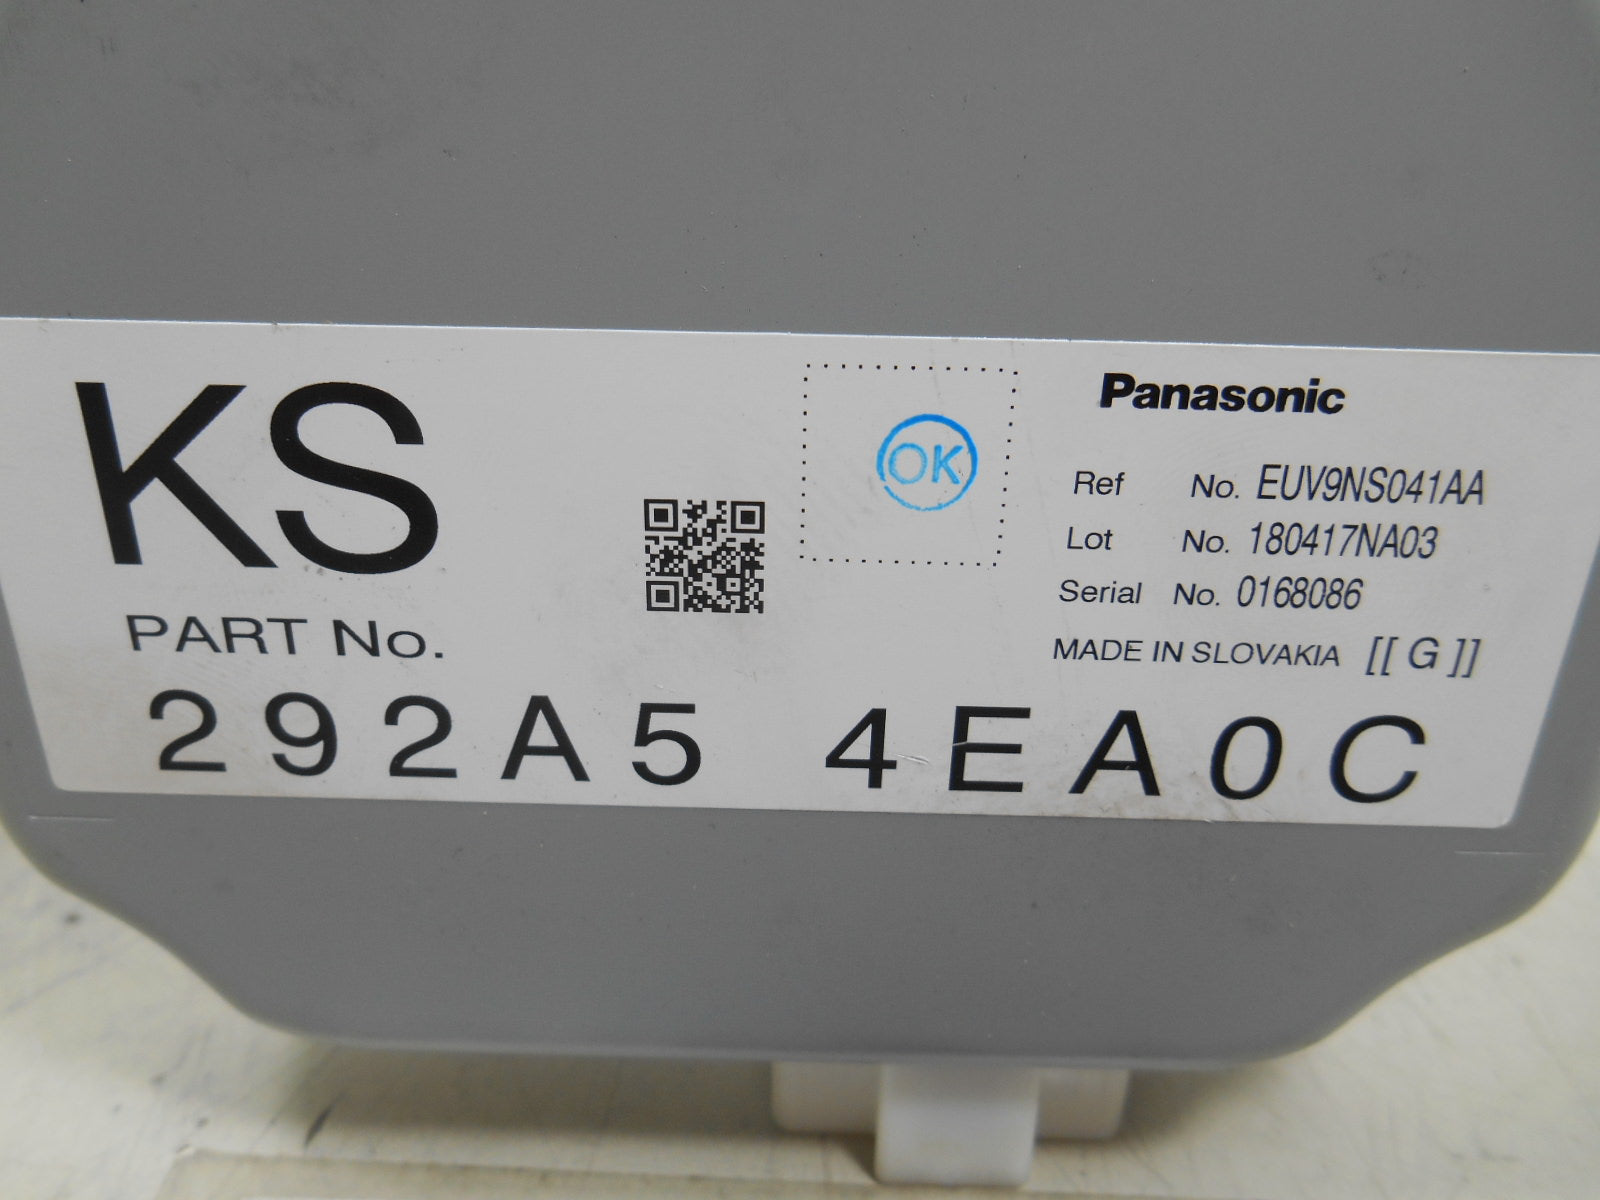 KS
PART No.
292A5 4EA0C
OK
Panasonic
Ref No. EUV9NS041AA
Lot No. 180417NA03
Serial No. 0168086
MADE IN SLOVAKIA [[ G ]]